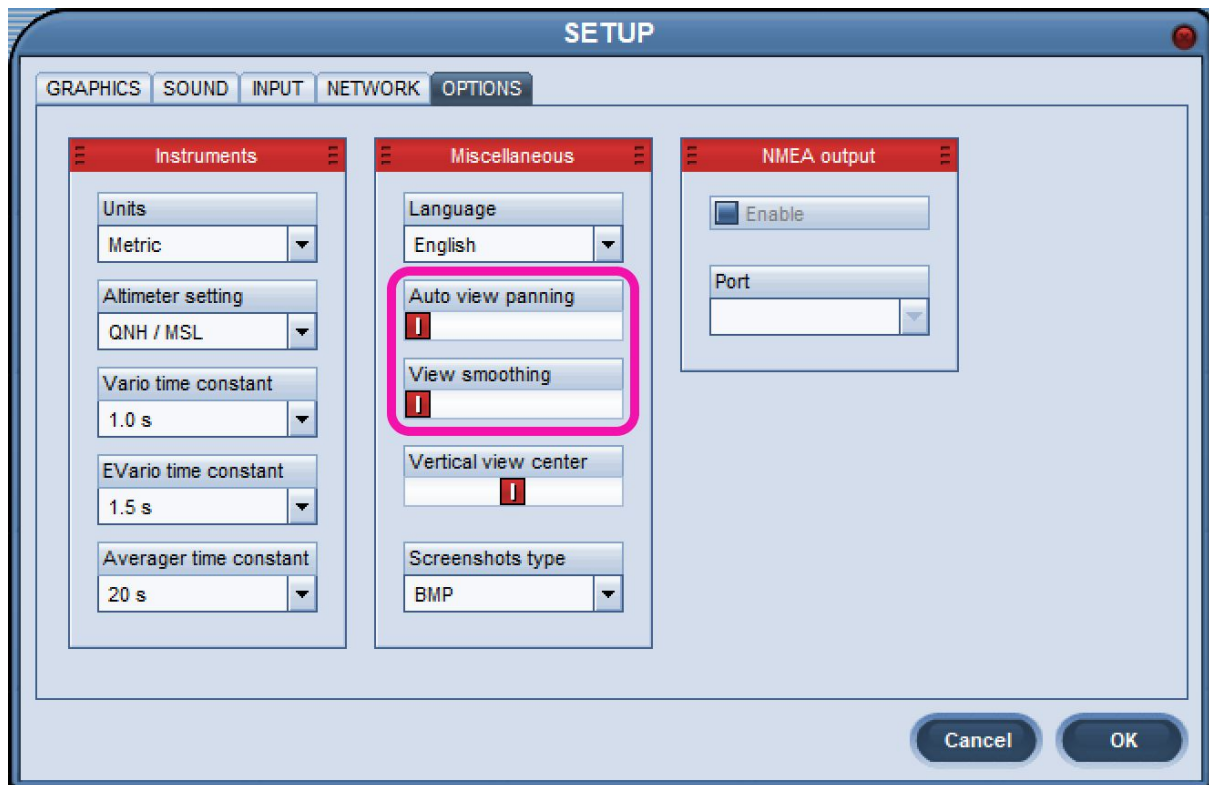 SETUP
GRAPHICS SOUND INPUT NETWORK OPTIONS
Instruments
Units
Metric
Altimeter setting
QNH / MSL
Vario time constant
1.0 s
EVario time constant
1.5 s
Averager time constant
20 s
Miscellaneous
Language
English
Auto view panning
View smoothing
Vertical view center
Screenshots type
BMP
NMEA output
Enable
Port
Cancel OK